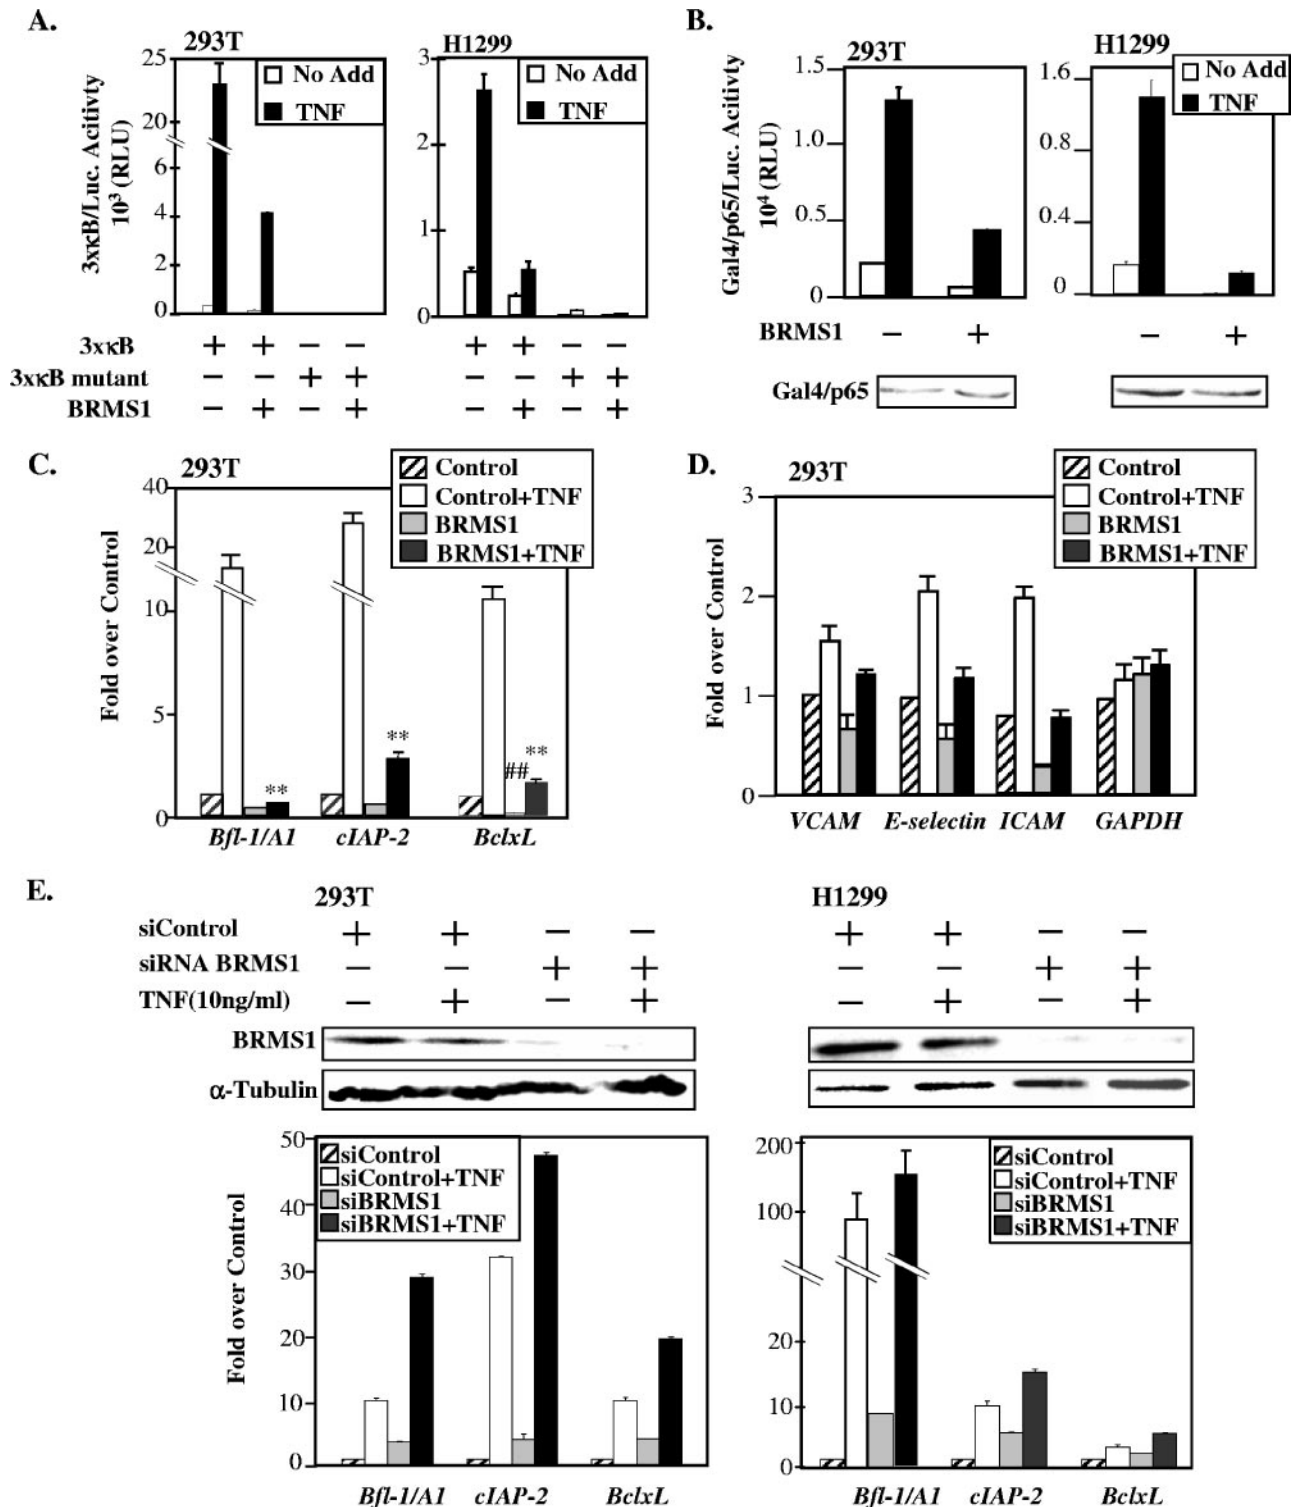 A.
293T
H1299
3xκB/Luc. Acitivty
10³ (RLU)
25
20
6
4
2
0
No Add
TNF
3
2
1
0
No Add
TNF
3xκB + + − − + + − −
3xκB mutant − − + + − − + +
BRMS1 − + − + − + − +
B.
293T
H1299
Gal4/p65/Luc. Acitivty
10⁴ (RLU)
1.5
1.0
0.5
0
1.6
0.8
0.4
0
No Add
TNF
BRMS1 − + − +
Gal4/p65
C.
293T
Fold over Control
40
20
10
5
0
Control
Control+TNF
BRMS1
BRMS1+TNF
**
**
##
**
Bfl-1/A1 cIAP-2 BclxL
D.
293T
Fold over Control
3
2
1
0
Control
Control+TNF
BRMS1
BRMS1+TNF
VCAM E-selectin ICAM GAPDH
E.
293T H1299
siControl + + − − + + − −
siRNA BRMS1 − − + + − − + +
TNF(10ng/ml) − + − + − + − +
BRMS1
α-Tubulin
Fold over Control
50
40
30
20
10
0
siControl
siControl+TNF
siBRMS1
siBRMS1+TNF
Bfl-1/A1 cIAP-2 BclxL
200
100
20
10
0
siControl
siControl+TNF
siBRMS1
siBRMS1+TNF
Bfl-1/A1 cIAP-2 BclxL